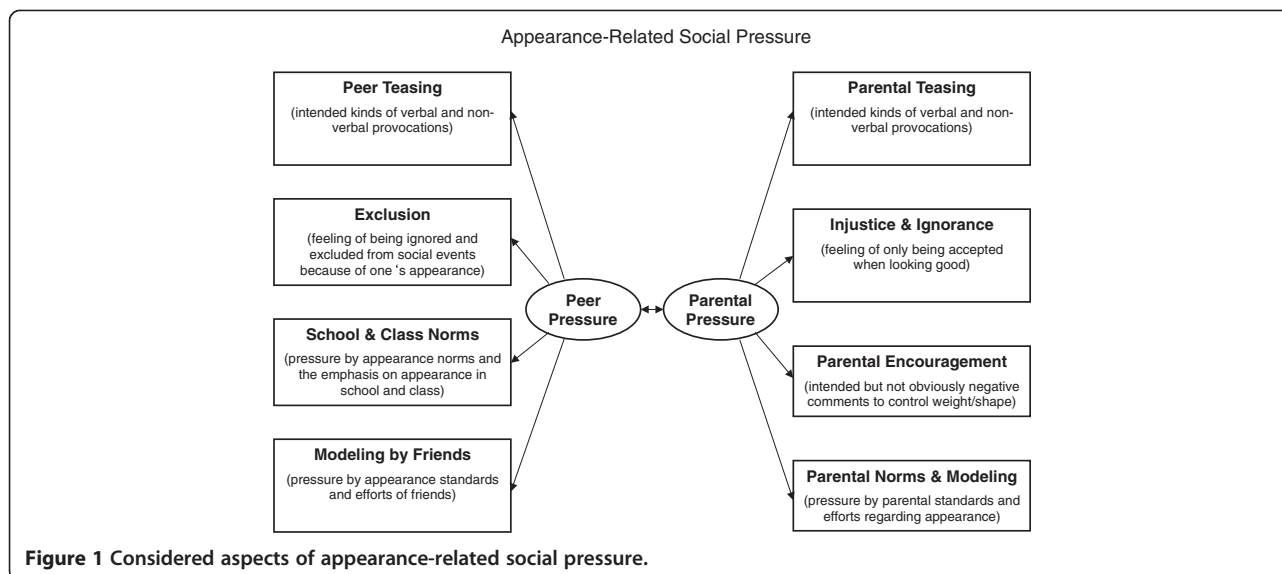 Appearance-Related Social Pressure
Peer Teasing
(intended kinds of verbal and non-
verbal provocations)
Exclusion
(feeling of being ignored and
excluded from social events
because of one ‘s appearance)
School & Class Norms
(pressure by appearance norms and
the emphasis on appearance in
school and class)
Modeling by Friends
(pressure by appearance standards
and efforts of friends)
Peer
Pressure
Parental
Pressure
Parental Teasing
(intended kinds of verbal and non-
verbal provocations)
Injustice & Ignorance
(feeling of only being accepted
when looking good)
Parental Encouragement
(intended but not obviously negative
comments to control weight/shape)
Parental Norms & Modeling
(pressure by parental standards and
efforts regarding appearance)
Figure 1 Considered aspects of appearance-related social pressure.